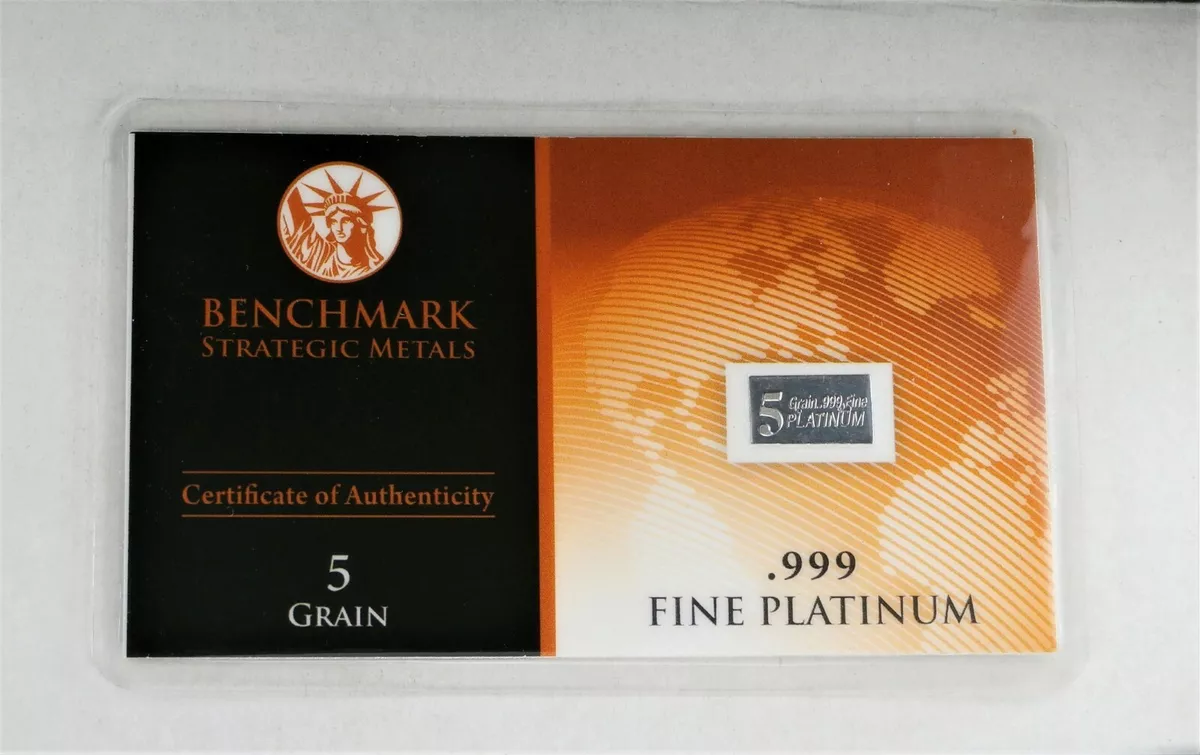 BENCHMARK
STRATEGIC METALS
Certificate of Authenticity
5
GRAIN
5 Grain .999 Fine
PLATINUM
.999
FINE PLATINUM